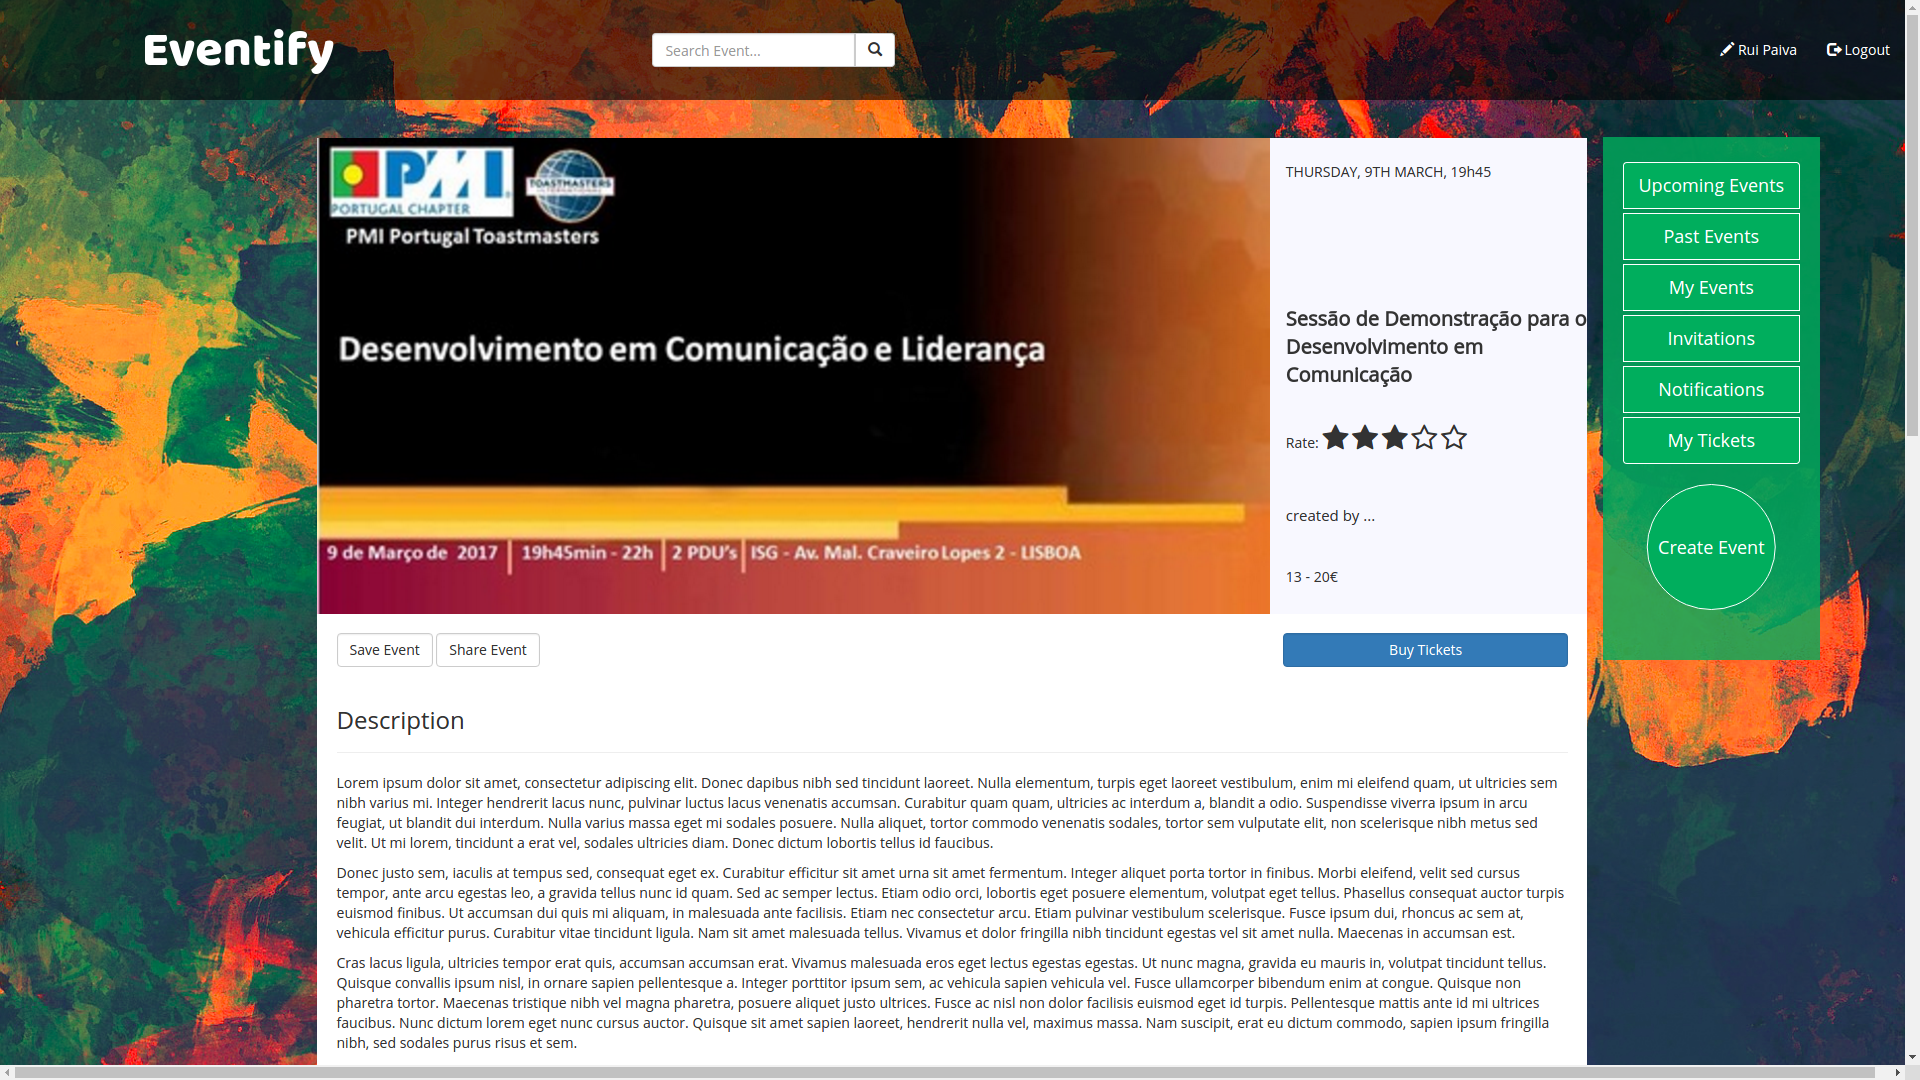 Eventify
Search Event...
Rui Paiva
Logout
PMI
PORTUGAL CHAPTER
TOASTMASTERS
INTERNATIONAL
PMI Portugal Toastmasters
Desenvolvimento em Comunicação e Liderança
9 de Março de 2017 | 19h45min - 22h | 2 PDU's | ISG - Av. Mal. Craveiro Lopes 2 - LISBOA
THURSDAY, 9TH MARCH, 19h45
Sessão de Demonstração para o
Desenvolvimento em
Comunicação
Rate:
created by ...
13 - 20€
Upcoming Events
Past Events
My Events
Invitations
Notifications
My Tickets
Create Event
Save Event
Share Event
Buy Tickets
Description
Lorem ipsum dolor sit amet, consectetur adipiscing elit. Donec dapibus nibh sed tincidunt laoreet. Nulla elementum, turpis eget laoreet vestibulum, enim mi eleifend quam, ut ultricies sem
nibh varius mi. Integer hendrerit lacus nunc, pulvinar luctus lacus venenatis accumsan. Curabitur quam quam, ultricies ac interdum a, blandit a odio. Suspendisse viverra ipsum in arcu
feugiat, ut blandit dui interdum. Nulla varius massa eget mi sodales posuere. Nulla aliquet, tortor commodo venenatis sodales, tortor sem vulputate elit, non scelerisque nibh metus sed
velit. Ut mi lorem, tincidunt a erat vel, sodales ultricies diam. Donec dictum lobortis tellus id faucibus.
Donec justo sem, iaculis at tempus sed, consequat eget ex. Curabitur efficitur sit amet urna sit amet fermentum. Integer aliquet porta tortor in finibus. Morbi eleifend, velit sed cursus
tempor, ante arcu egestas leo, a gravida tellus nunc id quam. Sed ac semper lectus. Etiam odio orci, lobortis eget posuere elementum, volutpat eget tellus. Phasellus consequat auctor turpis
euismod finibus. Ut accumsan dui quis mi aliquam, in malesuada ante facilisis. Etiam nec consectetur arcu. Etiam pulvinar vestibulum scelerisque. Fusce ipsum dui, rhoncus ac sem at,
vehicula efficitur purus. Curabitur vitae tincidunt ligula. Nam sit amet malesuada tellus. Vivamus et dolor fringilla nibh tincidunt egestas vel sit amet nulla. Maecenas in accumsan est.
Cras lacus ligula, ultricies tempor erat quis, accumsan accumsan erat. Vivamus malesuada eros eget lectus egestas egestas. Ut nunc magna, gravida eu mauris in, volutpat tincidunt tellus.
Quisque convallis ipsum nisl, in ornare sapien pellentesque a. Integer porttitor ipsum sem, ac vehicula sapien vehicula vel. Fusce ullamcorper bibendum enim at congue. Quisque non
pharetra tortor. Maecenas tristique nibh vel magna pharetra, posuere aliquet justo ultrices. Fusce ac nisl non dolor facilisis euismod eget id turpis. Pellentesque mattis ante id mi ultrices
faucibus. Nunc dictum lorem eget nunc cursus auctor. Quisque sit amet sapien laoreet, hendrerit nulla vel, maximus massa. Nam suscipit, erat eu dictum commodo, sapien ipsum fringilla
nibh, sed sodales purus risus et sem.